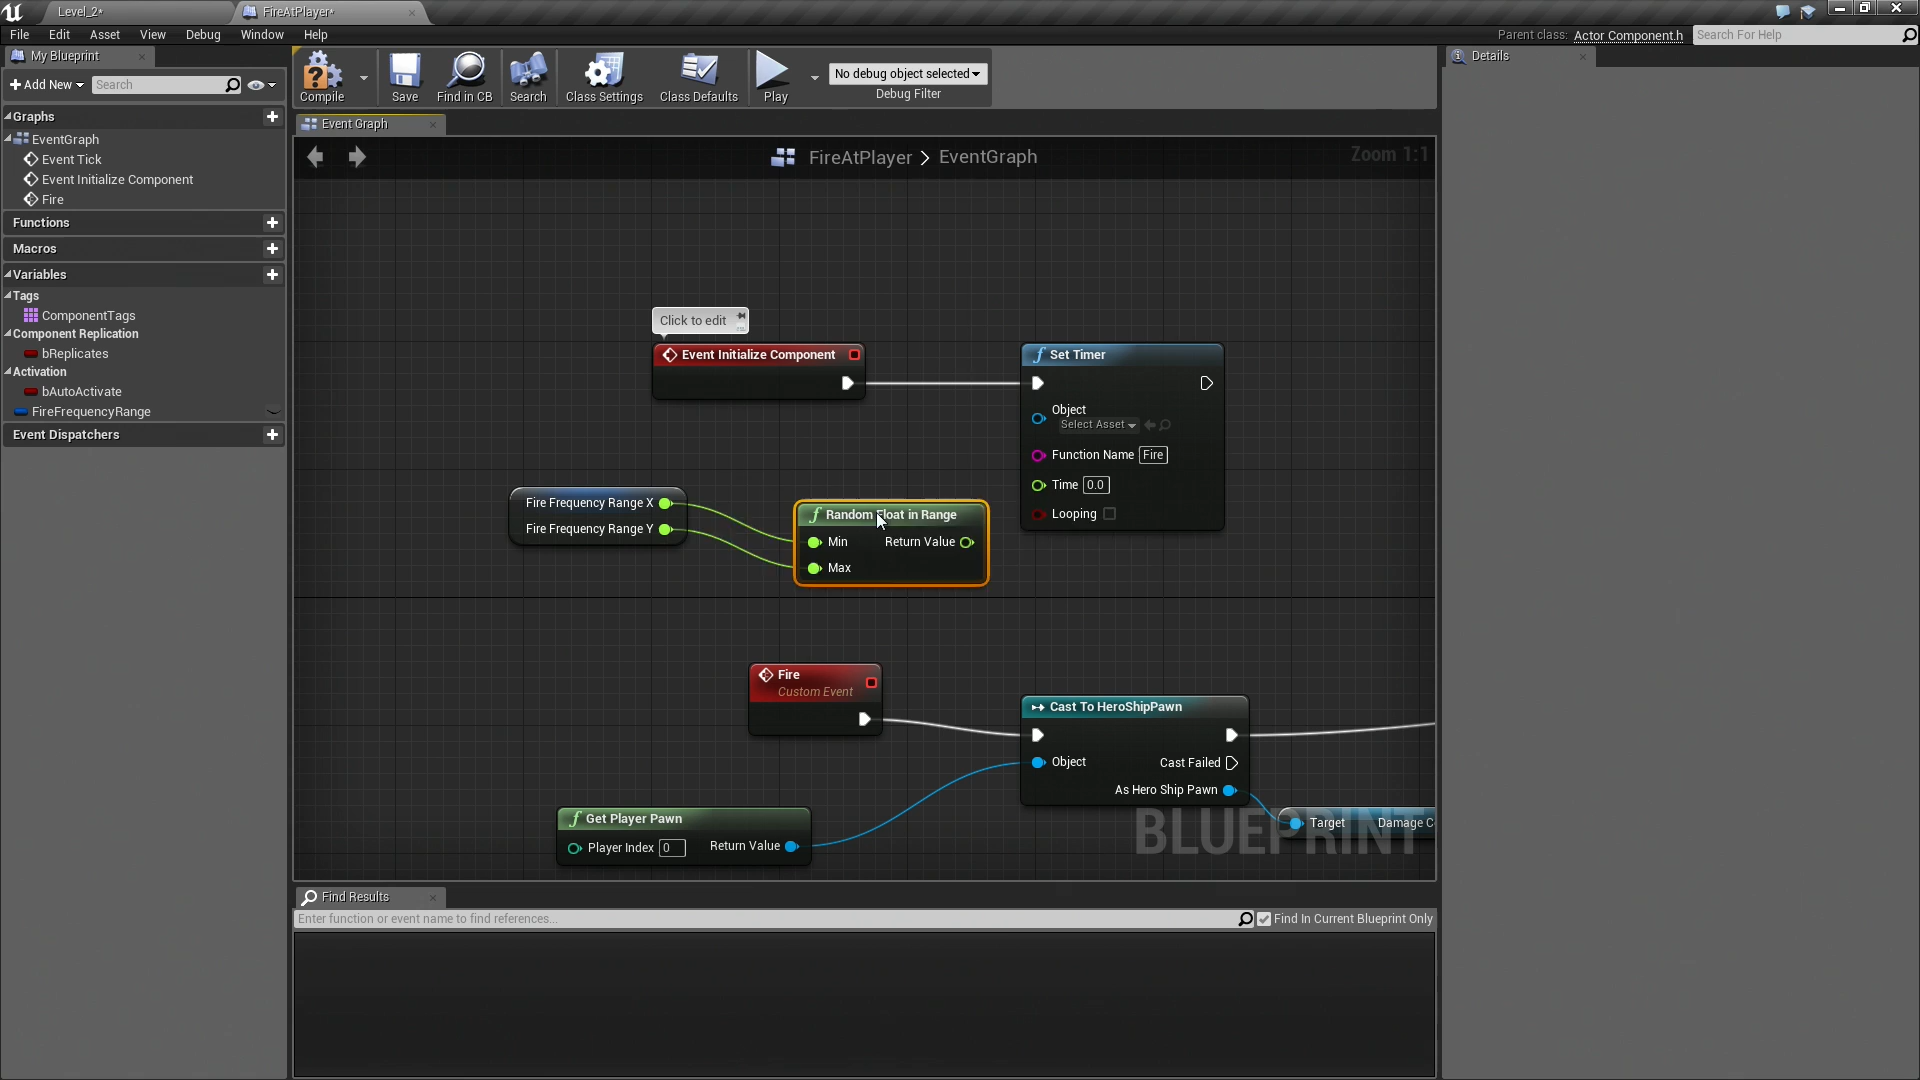 Level_2*
FireAtPlayer*
File Edit Asset View Debug Window Help
Parent class: Actor Component.h
Search For Help
My Blueprint
Add New
Search
Graphs
EventGraph
Event Tick
Event Initialize Component
Fire
Functions
Macros
Variables
Tags
ComponentTags
Component Replication
bReplicates
Activation
bAutoActivate
FireFrequencyRange
Event Dispatchers
Compile
Save
Find in CB
Search
Class Settings
Class Defaults
Play
No debug object selected
Debug Filter
Details
Event Graph
FireAtPlayer > EventGraph
Zoom 1:1
Click to edit
Event Initialize Component
Set Timer
Object
Select Asset
Function Name Fire
Time 0.0
Looping
Fire Frequency Range X
Fire Frequency Range Y
Random Float in Range
Min Return Value
Max
Fire
Custom Event
Cast To HeroShipPawn
Object
Cast Failed
As Hero Ship Pawn
Get Player Pawn
Player Index 0 Return Value
Target Damage C
BLUEPRINT
Find Results
Enter function or event name to find references...
Find In Current Blueprint Only